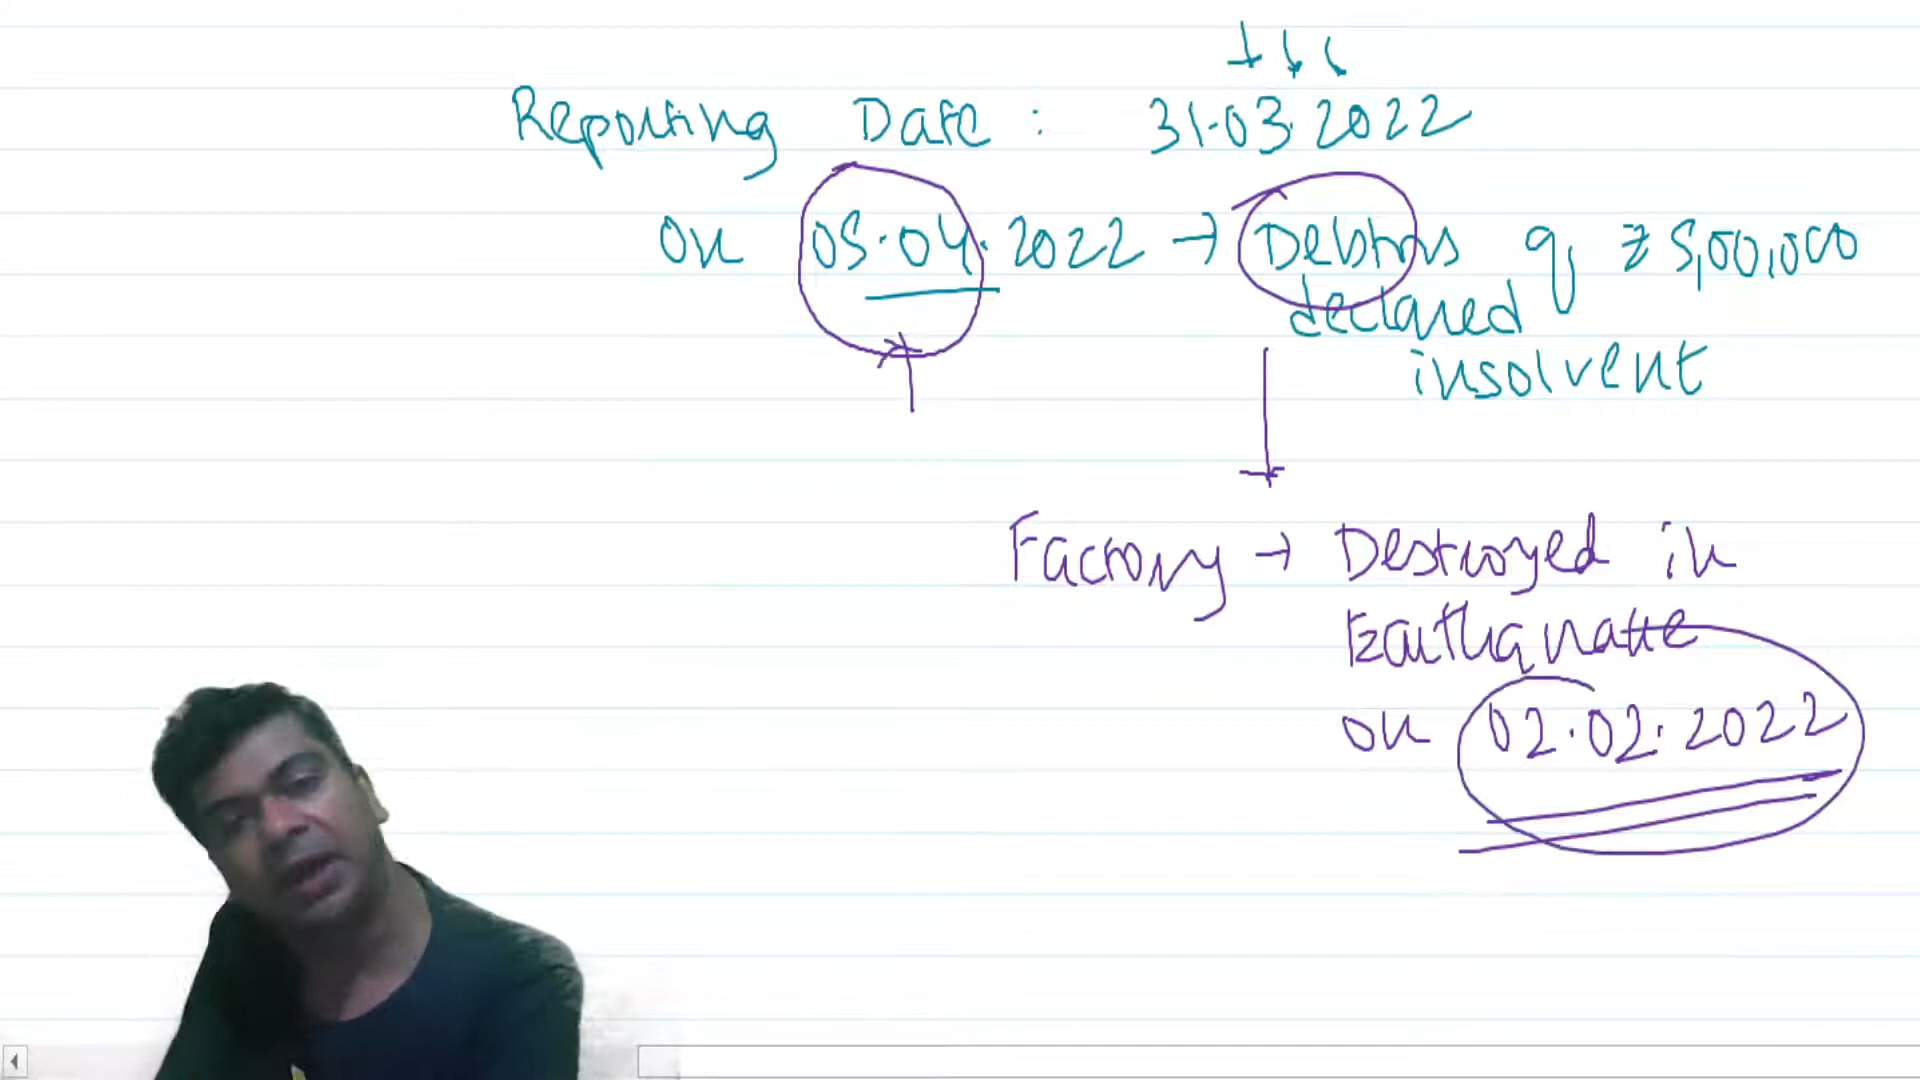 Reporting Date : 31.03.2022
on 05.04.2022 → Debtors of ₹ 5,00,000
declared
insolvent
Factory → Destroyed in
Earthquake
on 02.02.2022